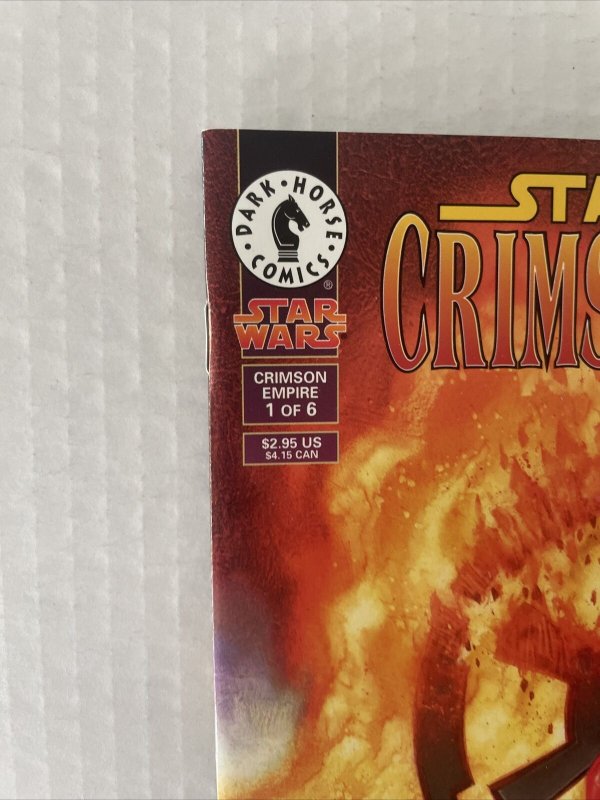 DARK • HORSE
• COMICS •
®
STAR
WARS
CRIMSON
EMPIRE
1 OF 6
$2.95 US
$4.15 CAN
STA
CRIMS